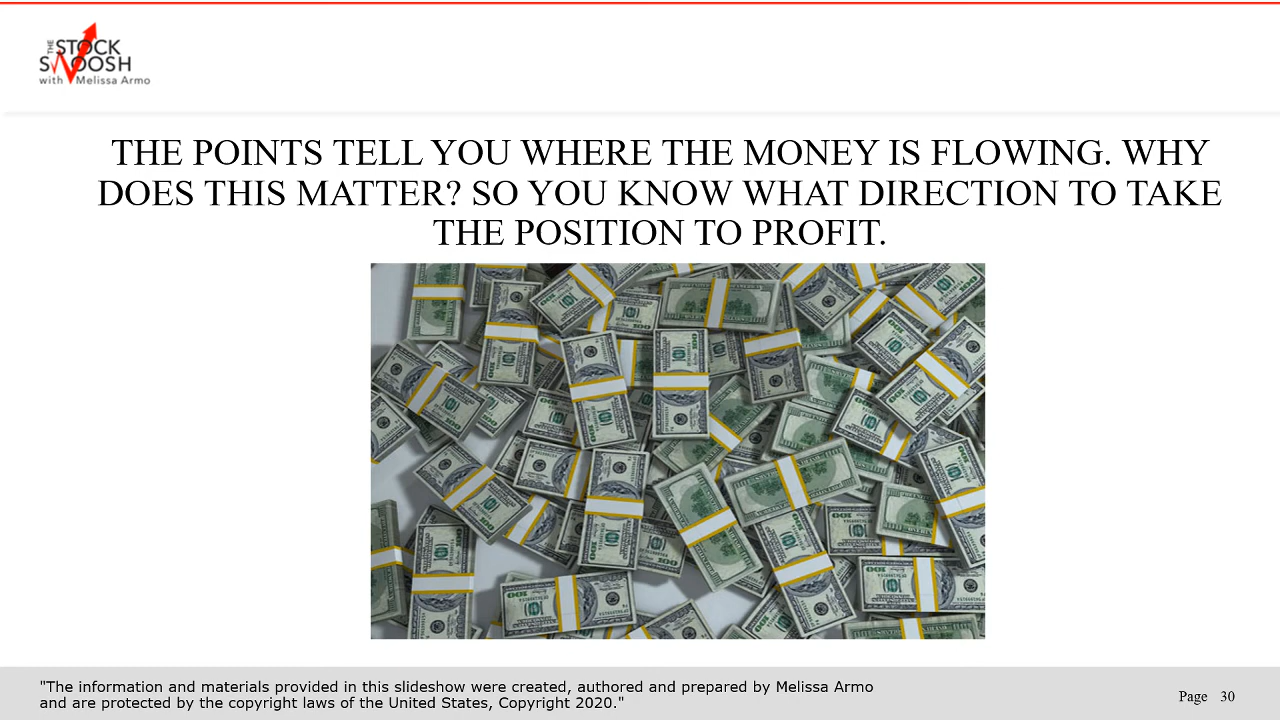 THE
STOCK
SWOOSH
with Melissa Armo
THE POINTS TELL YOU WHERE THE MONEY IS FLOWING. WHY
DOES THIS MATTER? SO YOU KNOW WHAT DIRECTION TO TAKE
THE POSITION TO PROFIT.
"The information and materials provided in this slideshow were created, authored and prepared by Melissa Armo
and are protected by the copyright laws of the United States, Copyright 2020."
Page 30